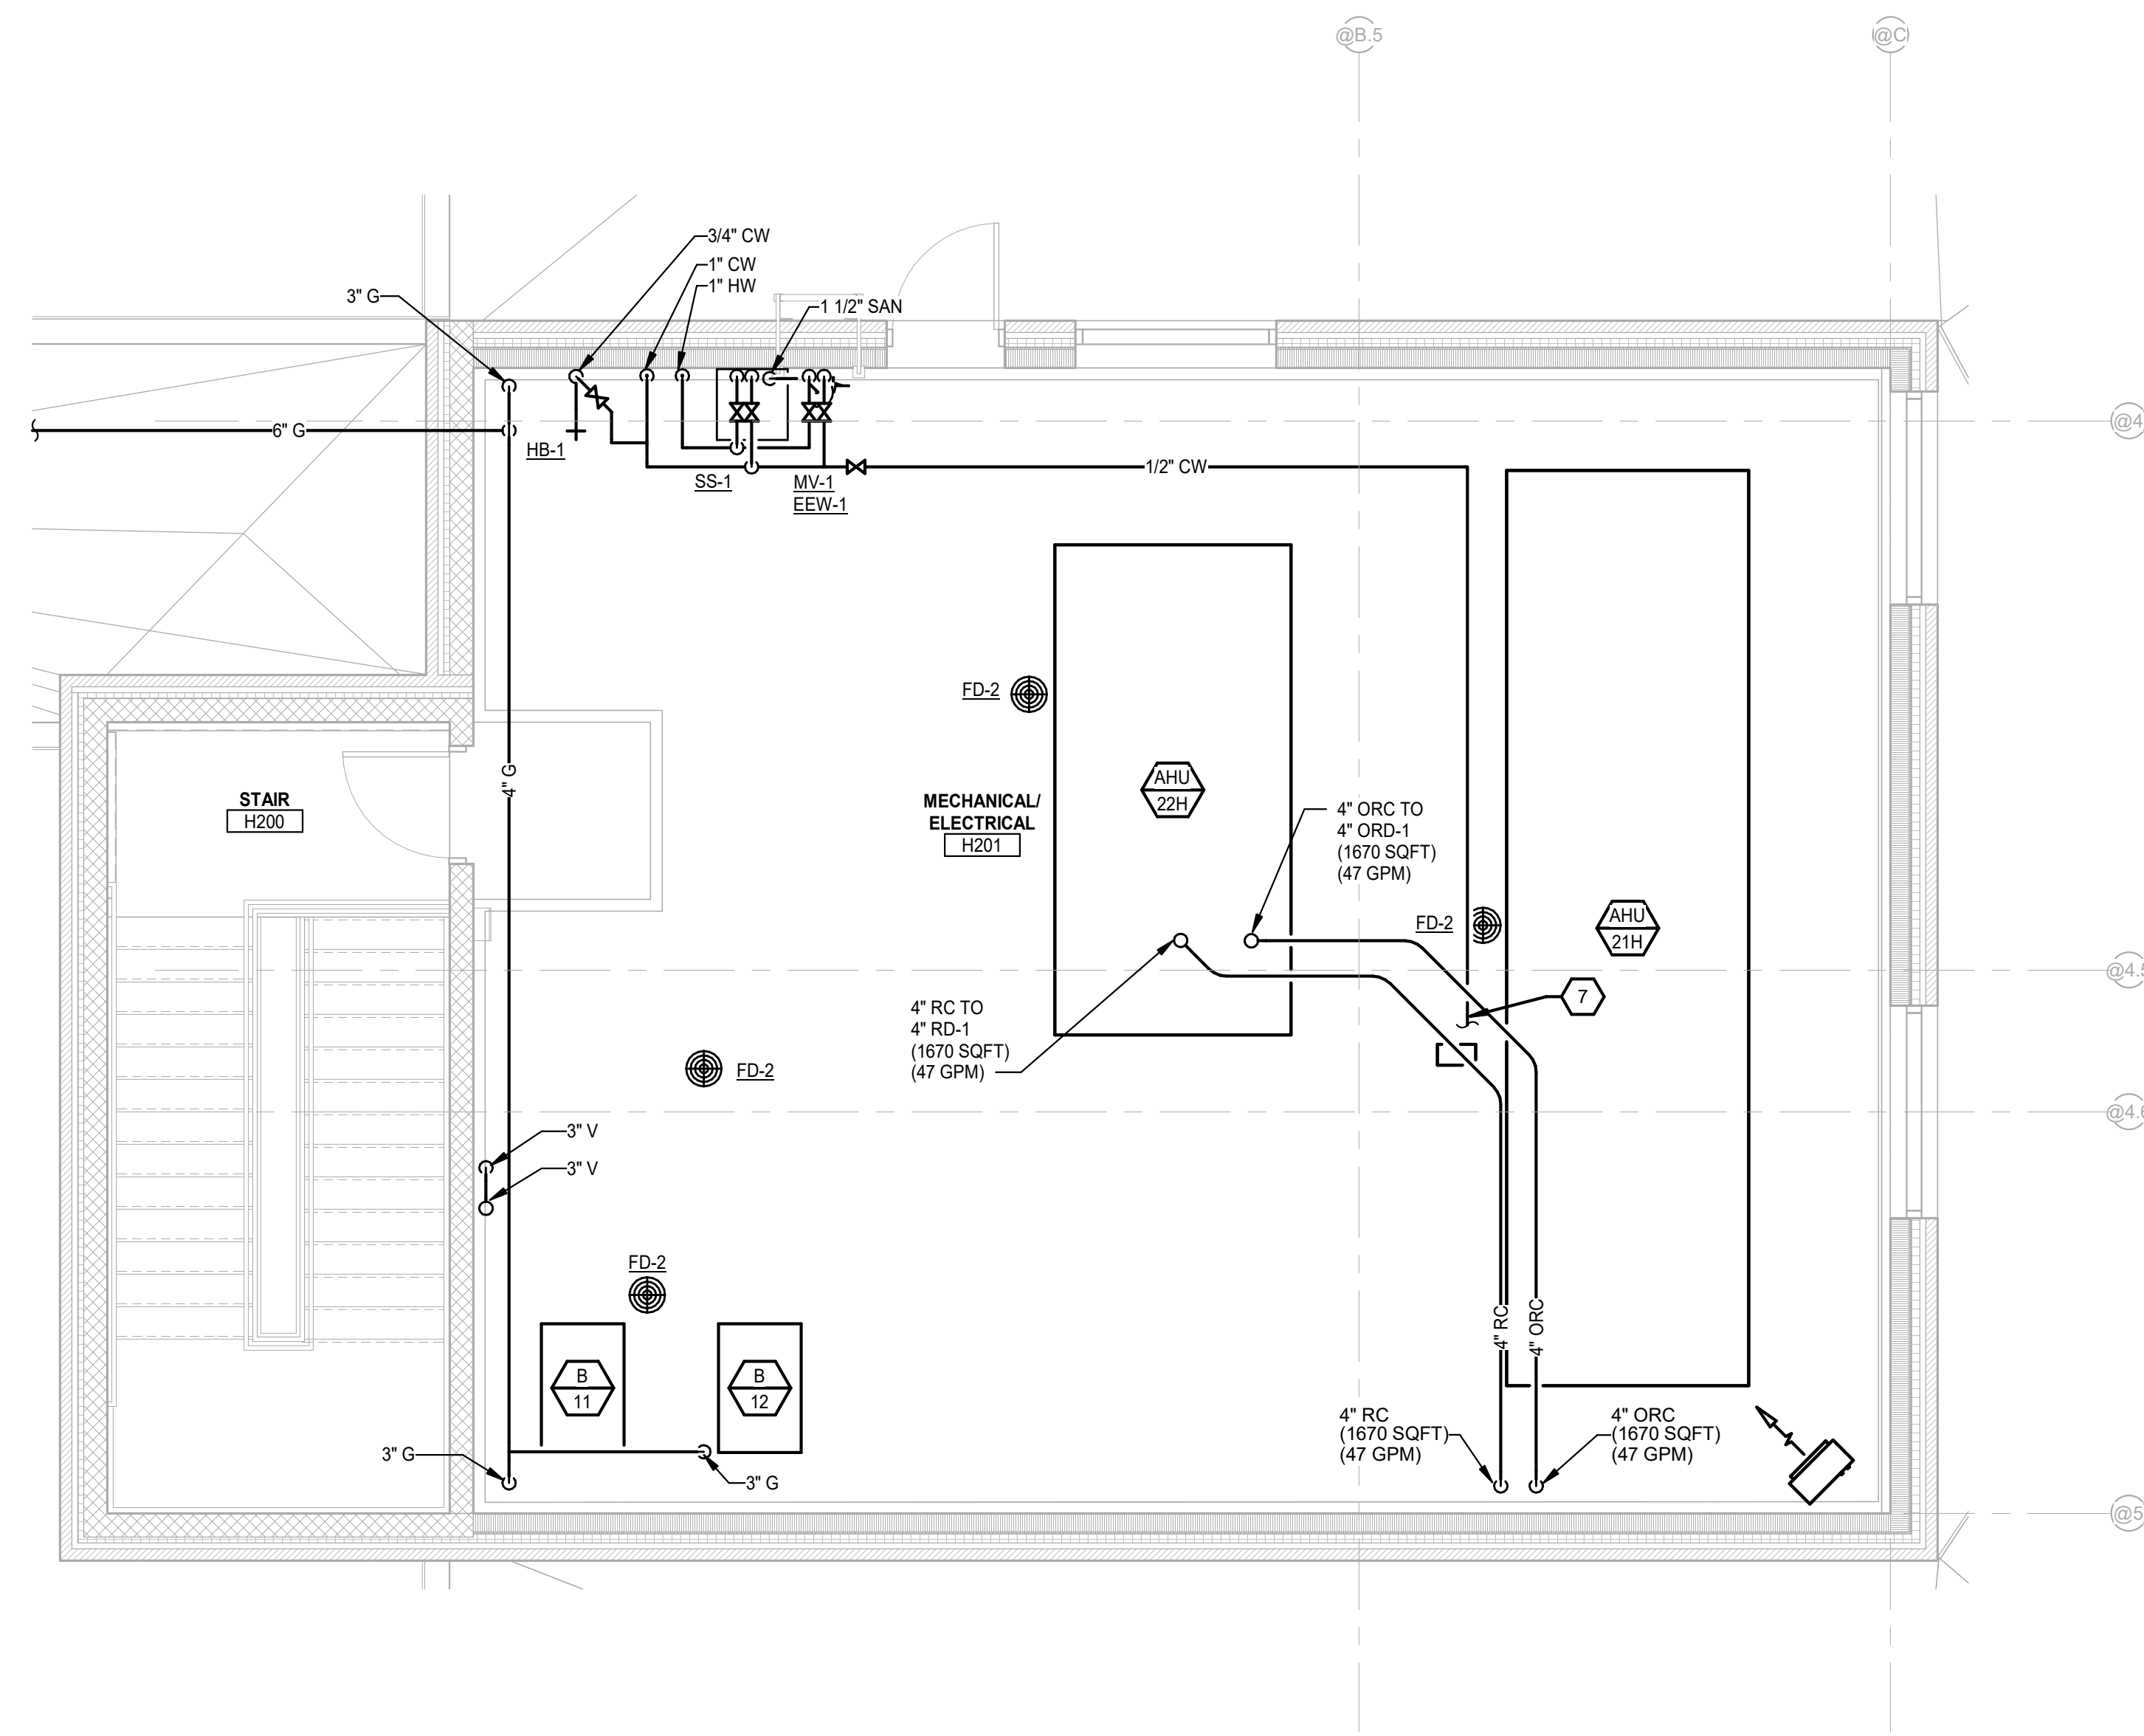 @B.5
@C
3/4" CW
1" CW
1" HW
3" G
1 1/2" SAN
6" G
HB-1
SS-1
MV-1
EEW-1
1/2" CW
@4
FD-2
4" G
STAIR
H200
MECHANICAL/
ELECTRICAL
H201
AHU
22H
4" ORC TO
4" ORD-1
(1670 SQFT)
(47 GPM)
FD-2
AHU
21H
@4.5
7
4" RC TO
4" RD-1
(1670 SQFT)
(47 GPM)
FD-2
@4.6
3" V
3" V
FD-2
4" RC
4" ORC
B
11
B
12
3" G
3" G
4" RC
(1670 SQFT)
(47 GPM)
4" ORC
(1670 SQFT)
(47 GPM)
@5